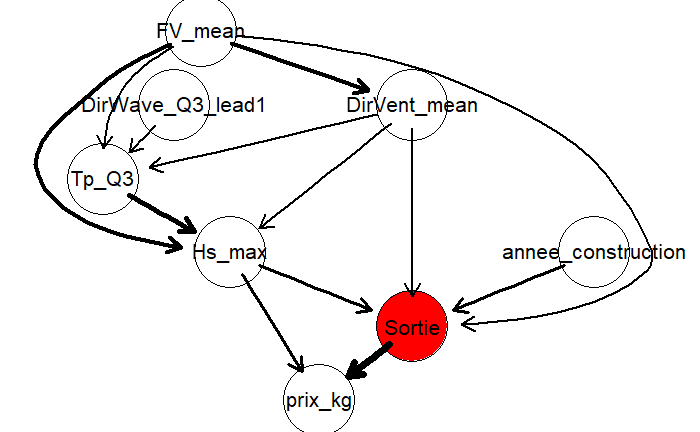 FV_mean
DirWave_Q3_lead1
DirVent_mean
Tp_Q3
Hs_max
annee_construction
Sortie
prix_kg